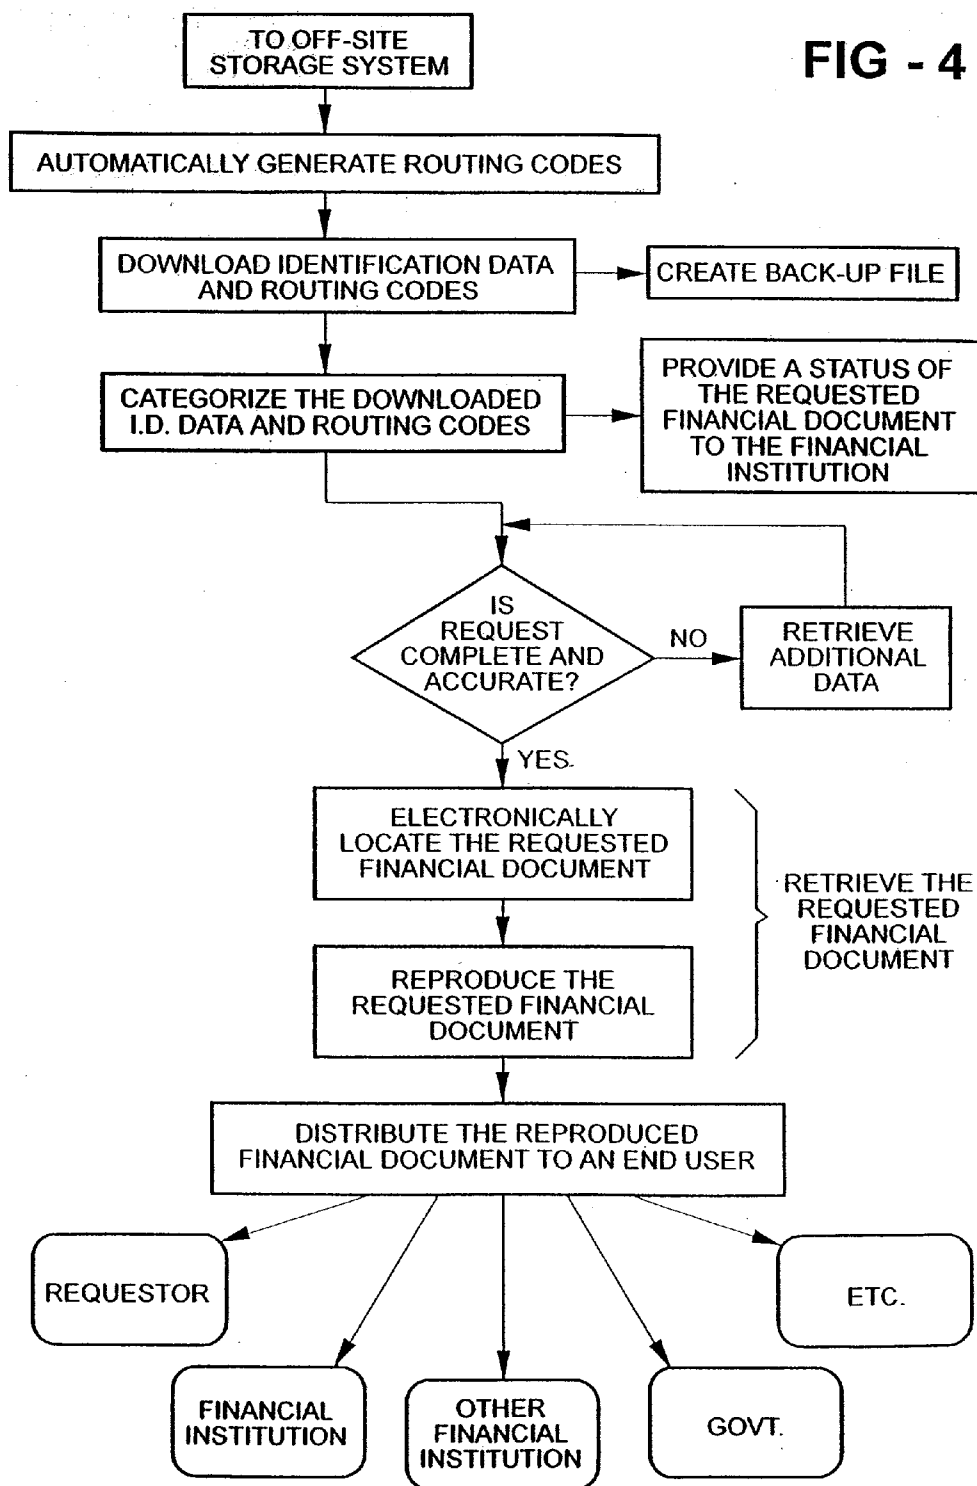 TO OFF-SITE
STORAGE SYSTEM
FIG - 4
AUTOMATICALLY GENERATE ROUTING CODES
DOWNLOAD IDENTIFICATION DATA
AND ROUTING CODES
CREATE BACK-UP FILE
CATEGORIZE THE DOWNLOADED
I.D. DATA AND ROUTING CODES
PROVIDE A STATUS OF
THE REQUESTED
FINANCIAL DOCUMENT
TO THE FINANCIAL
INSTITUTION
IS
REQUEST
COMPLETE AND
ACCURATE?
NO
RETRIEVE
ADDITIONAL
DATA
YES
ELECTRONICALLY
LOCATE THE REQUESTED
FINANCIAL DOCUMENT
REPRODUCE THE
REQUESTED FINANCIAL
DOCUMENT
RETRIEVE THE
REQUESTED
FINANCIAL
DOCUMENT
DISTRIBUTE THE REPRODUCED
FINANCIAL DOCUMENT TO AN END USER
REQUESTOR
FINANCIAL
INSTITUTION
OTHER
FINANCIAL
INSTITUTION
GOVT.
ETC.